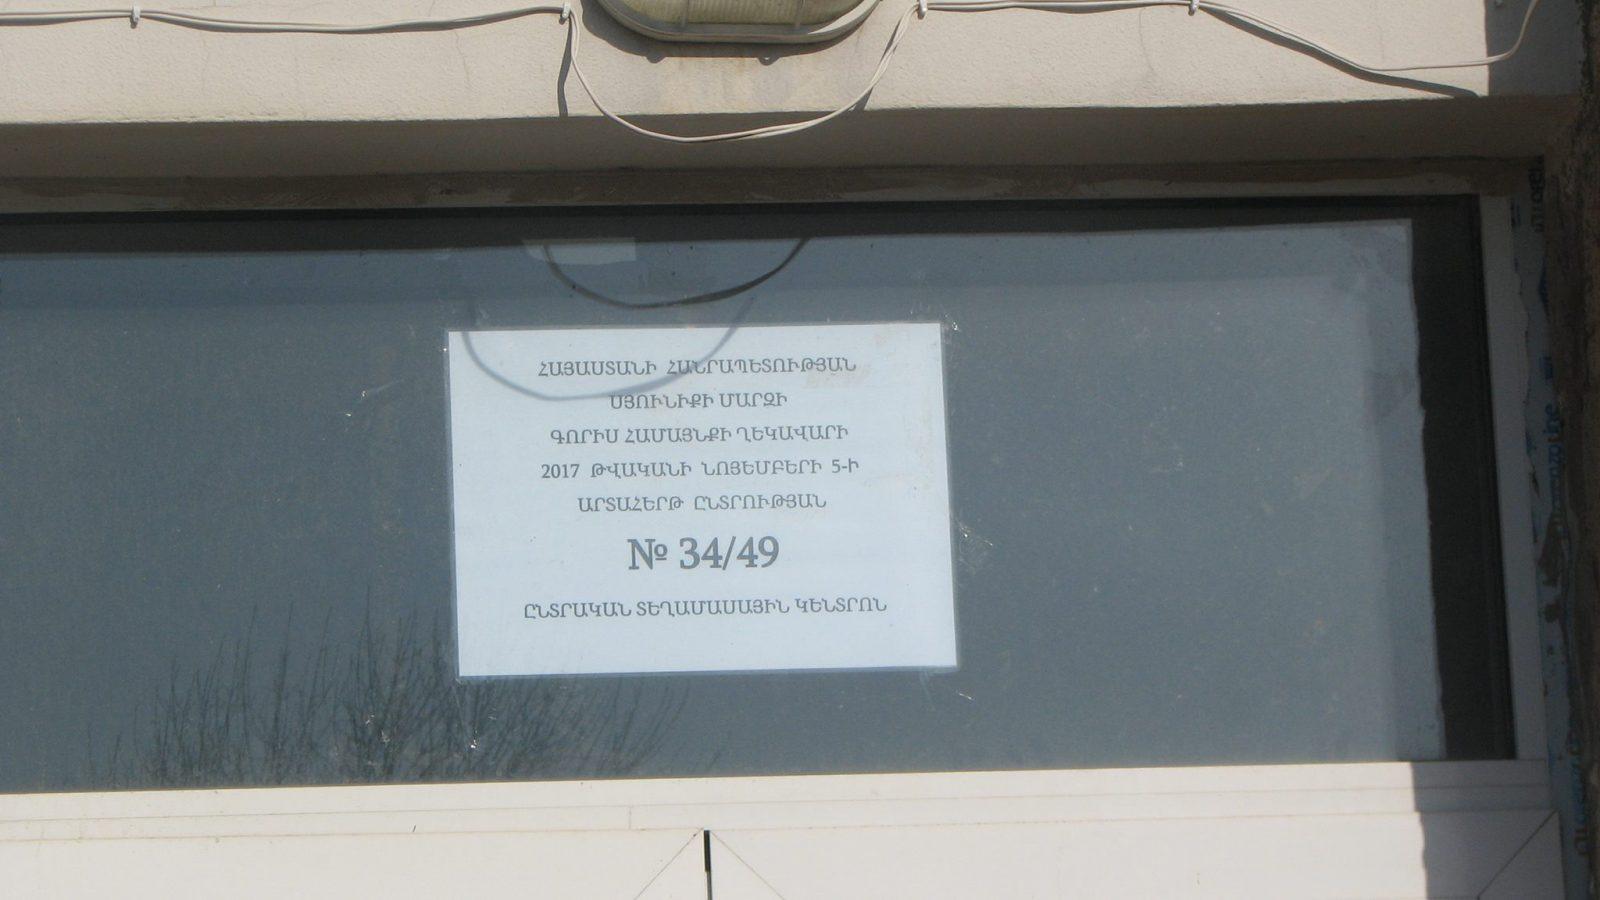 ՀԱՅԱՍՏԱՆԻ ՀԱՆՐԱՊԵՏՈՒԹՅԱՆ
ՍՅՈՒՆԻՔԻ ՄԱՐԶԻ
ԳՈՐԻՍ ՀԱՄԱՅՆՔԻ ՂԵԿԱՎԱՐԻ
2017 ԹՎԱԿԱՆԻ ՆՈՅԵՄԲԵՐԻ 5-Ի
ԱՐՏԱՀԵՐԹ ԸՆՏՐՈՒԹՅԱՆ
№ 34/49
ԸՆՏՐԱԿԱՆ ՏԵՂԱՄԱՍԱՅԻՆ ԿԵՆՏՐՈՆ